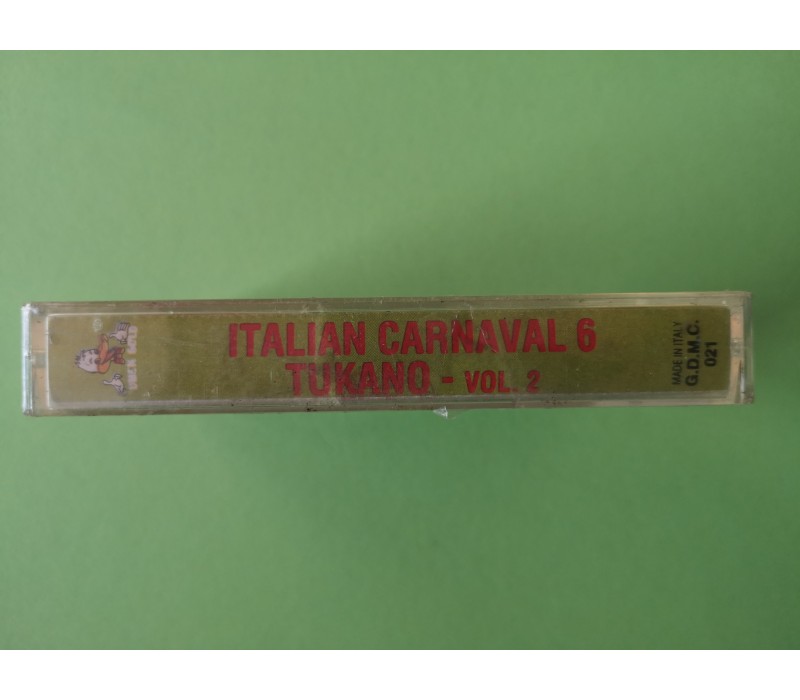 ITALIAN CARNAVAL 6
TUKANO - VOL. 2
MADE IN ITALY
G.D.M.C.
021